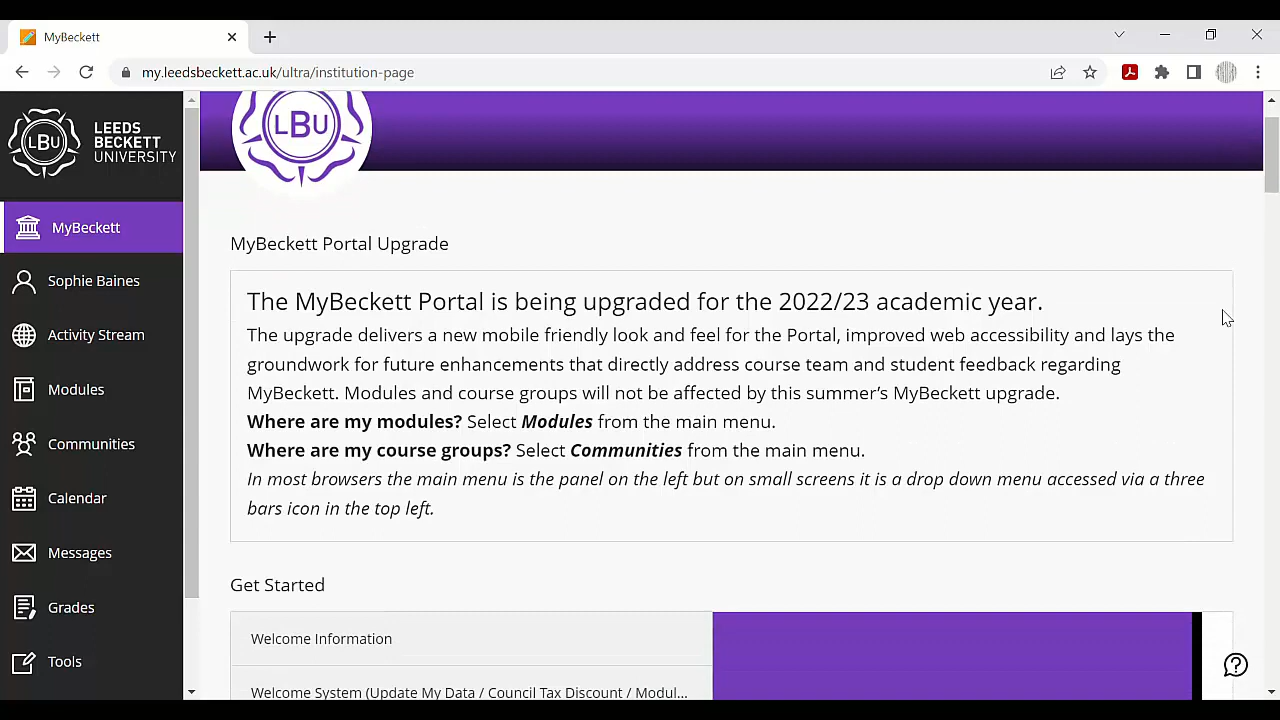 MyBeckett
my.leedsbeckett.ac.uk/ultra/institution-page
LBU
LEEDS
BECKETT
UNIVERSITY
MyBeckett
Sophie Baines
Activity Stream
Modules
Communities
Calendar
Messages
Grades
Tools
LBU
MyBeckett Portal Upgrade
The MyBeckett Portal is being upgraded for the 2022/23 academic year.
The upgrade delivers a new mobile friendly look and feel for the Portal, improved web accessibility and lays the
groundwork for future enhancements that directly address course team and student feedback regarding
MyBeckett. Modules and course groups will not be affected by this summer’s MyBeckett upgrade.
Where are my modules? Select Modules from the main menu.
Where are my course groups? Select Communities from the main menu.
In most browsers the main menu is the panel on the left but on small screens it is a drop down menu accessed via a three
bars icon in the top left.
Get Started
Welcome Information
Welcome System (Update My Data / Council Tax Discount / Modul...